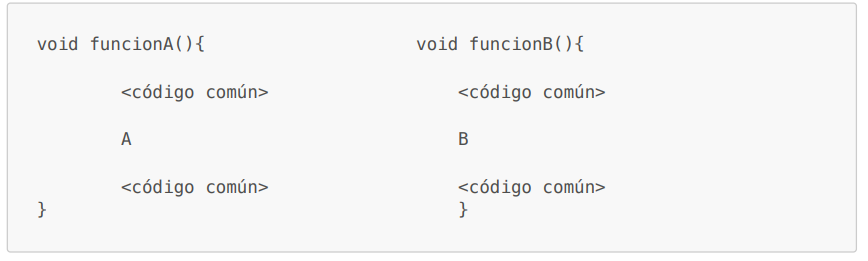 void funcionA(){ void funcionB(){
<código común> <código común>
A B
<código común> <código común>
} }